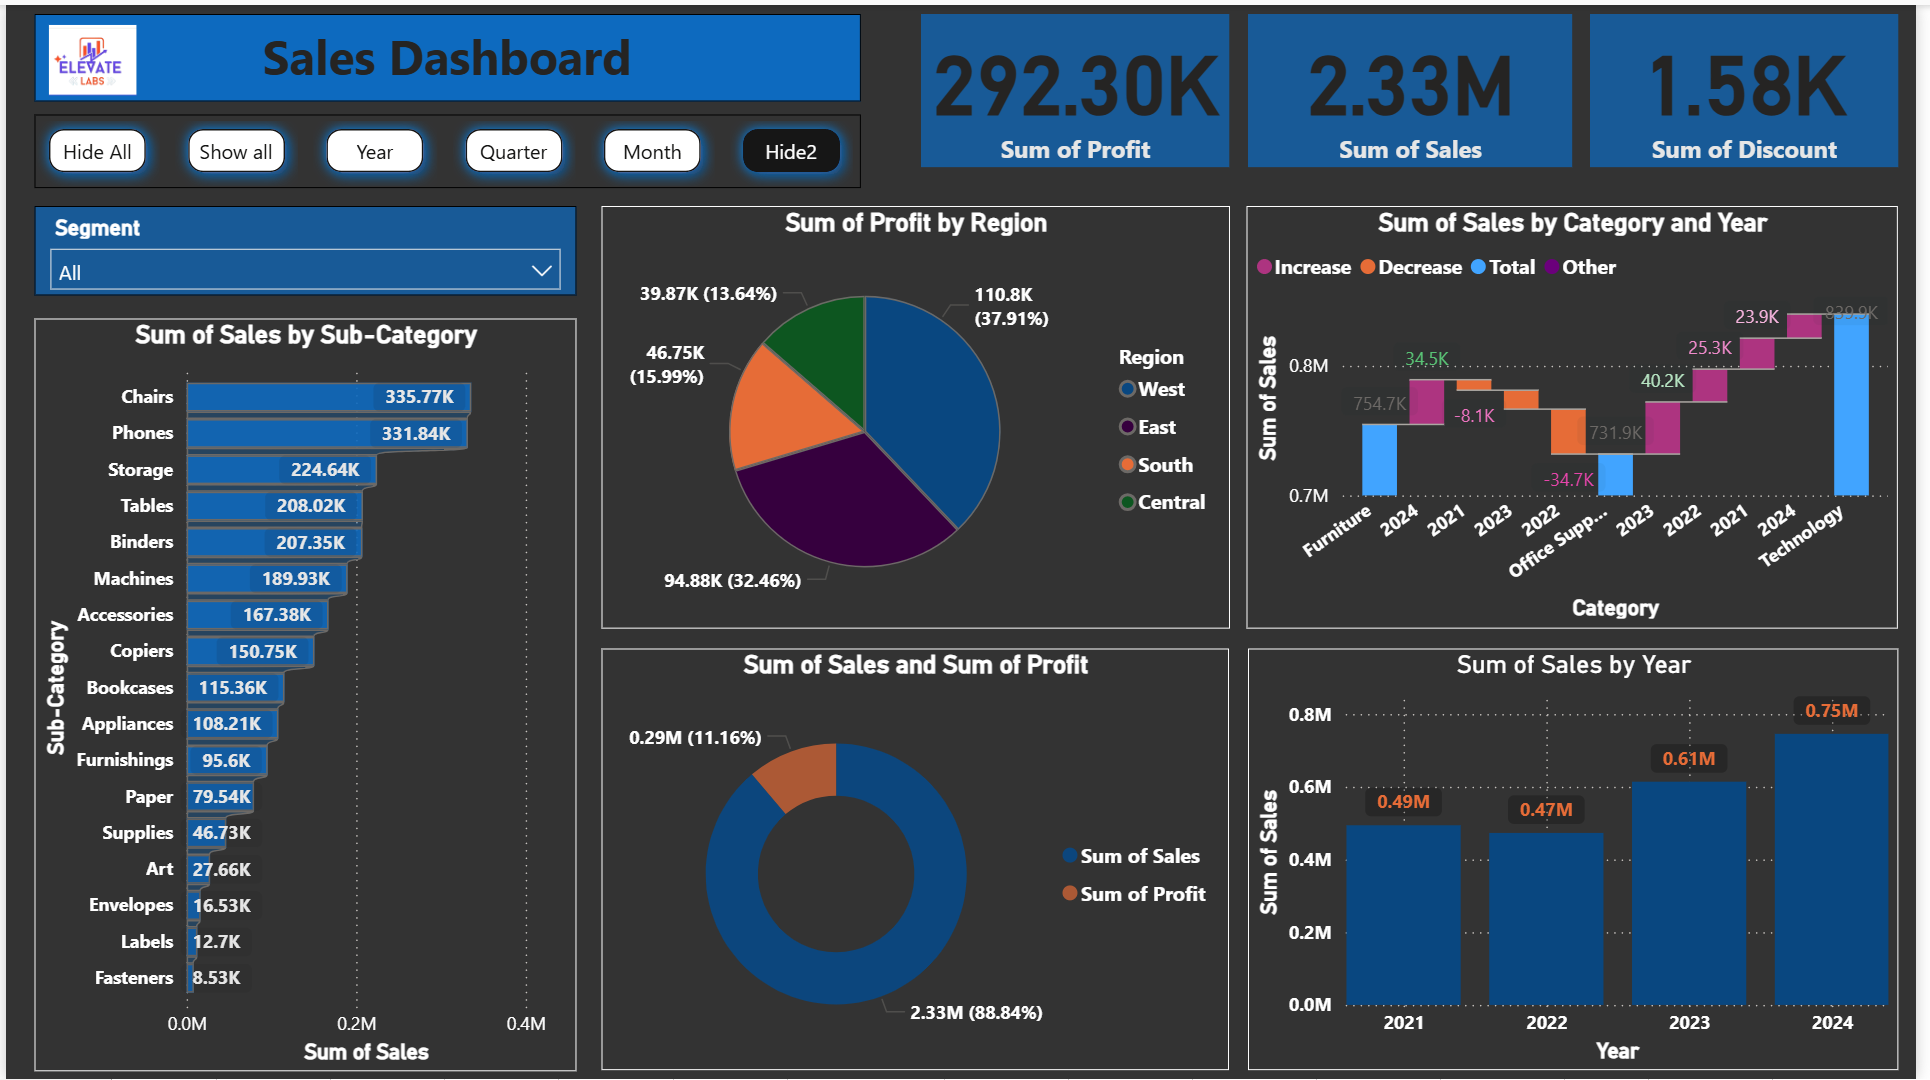 ELEVATE
LABS
Sales Dashboard
292.30K
Sum of Profit
2.33M
Sum of Sales
1.58K
Sum of Discount
Hide All
Show all
Year
Quarter
Month
Hide2
Segment
All
Sum of Sales by Sub-Category
Sub-Category
Chairs 335.77K
Phones 331.84K
Storage 224.64K
Tables 208.02K
Binders 207.35K
Machines 189.93K
Accessories 167.38K
Copiers 150.75K
Bookcases 115.36K
Appliances 108.21K
Furnishings 95.6K
Paper 79.54K
Supplies 46.73K
Art 27.66K
Envelopes 16.53K
Labels 12.7K
Fasteners 8.53K
0.0M 0.2M 0.4M
Sum of Sales
Sum of Profit by Region
39.87K (13.64%)
110.8K
(37.91%)
46.75K
(15.99%)
94.88K (32.46%)
Region
West
East
South
Central
Sum of Sales by Category and Year
Increase Decrease Total Other
Sum of Sales
0.8M
0.7M
754.7K
34.5K
-8.1K
-34.7K
731.9K
40.2K
25.3K
23.9K
839.9K
Furniture 2024 2021 2023 2022 Office Supp... 2023 2022 2021 2024 Technology
Category
Sum of Sales and Sum of Profit
0.29M (11.16%)
2.33M (88.84%)
Sum of Sales
Sum of Profit
Sum of Sales by Year
Sum of Sales
0.8M
0.6M
0.4M
0.2M
0.0M
0.49M
0.47M
0.61M
0.75M
2021 2022 2023 2024
Year